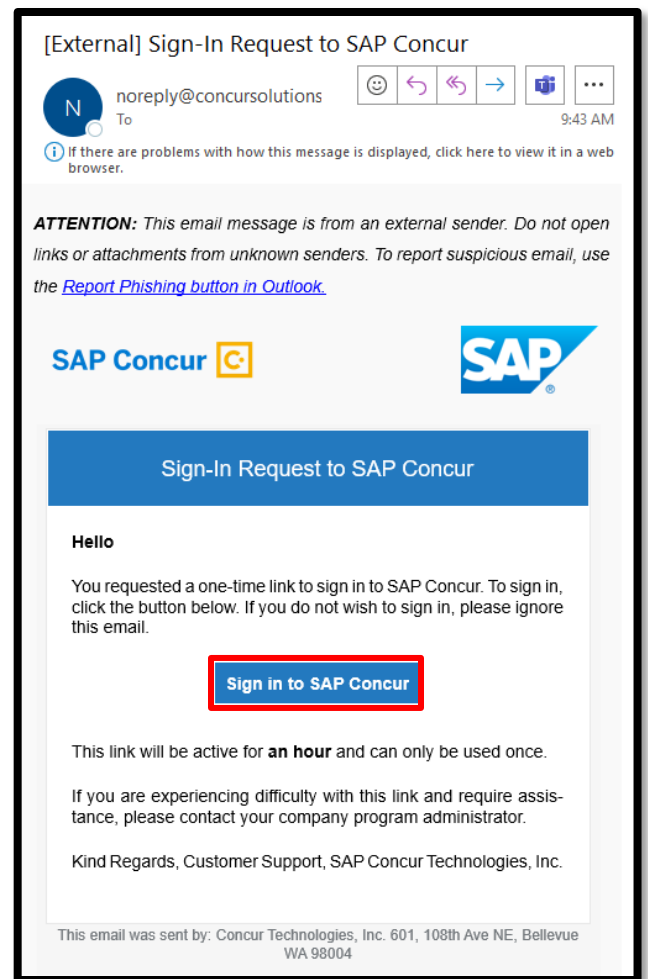 [External] Sign-In Request to SAP Concur
N
noreply@concursolutions
To
9:43 AM
If there are problems with how this message is displayed, click here to view it in a web
browser.
ATTENTION: This email message is from an external sender. Do not open
links or attachments from unknown senders. To report suspicious email, use
the Report Phishing button in Outlook.
SAP Concur C
SAP
®
Sign-In Request to SAP Concur
Hello
You requested a one-time link to sign in to SAP Concur. To sign in,
click the button below. If you do not wish to sign in, please ignore
this email.
Sign in to SAP Concur
This link will be active for an hour and can only be used once.
If you are experiencing difficulty with this link and require assis-
tance, please contact your company program administrator.
Kind Regards, Customer Support, SAP Concur Technologies, Inc.
This email was sent by: Concur Technologies, Inc. 601, 108th Ave NE, Bellevue
WA 98004